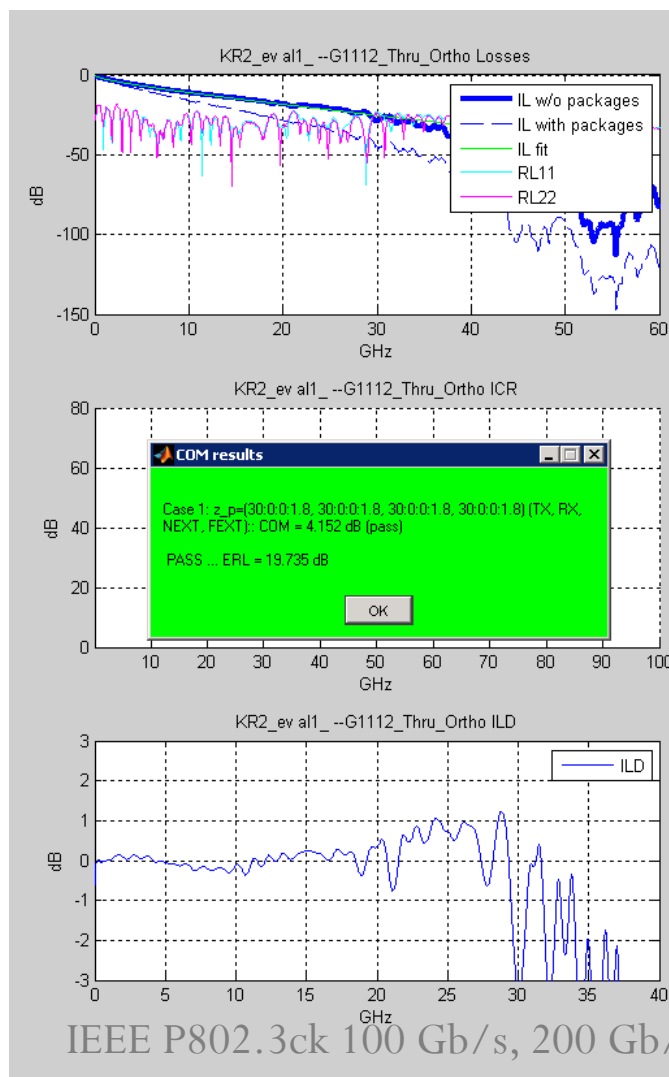 KR2_ev al1_ --G1112_Thru_Ortho Losses
0
-50
-100
-150
dB
IL w/o packages
IL with packages
IL fit
RL11
RL22
0 10 20 30 40 50 60
GHz
KR2_ev al1_ --G1112_Thru_Ortho ICR
80
60
40
20
0
dB
COM results
Case 1: z_p=(30:0:0:1.8, 30:0:0:1.8, 30:0:0:1.8, 30:0:0:1.8) (TX, RX,
NEXT, FEXT):: COM = 4.152 dB (pass)
PASS ... ERL = 19.735 dB
OK
10 20 30 40 50 60 70 80 90 100
GHz
KR2_ev al1_ --G1112_Thru_Ortho ILD
3
2
1
0
-1
-2
-3
dB
ILD
0 5 10 15 20 25 30 35 40
GHz
IEEE P802.3ck 100 Gb/s, 200 Gb/